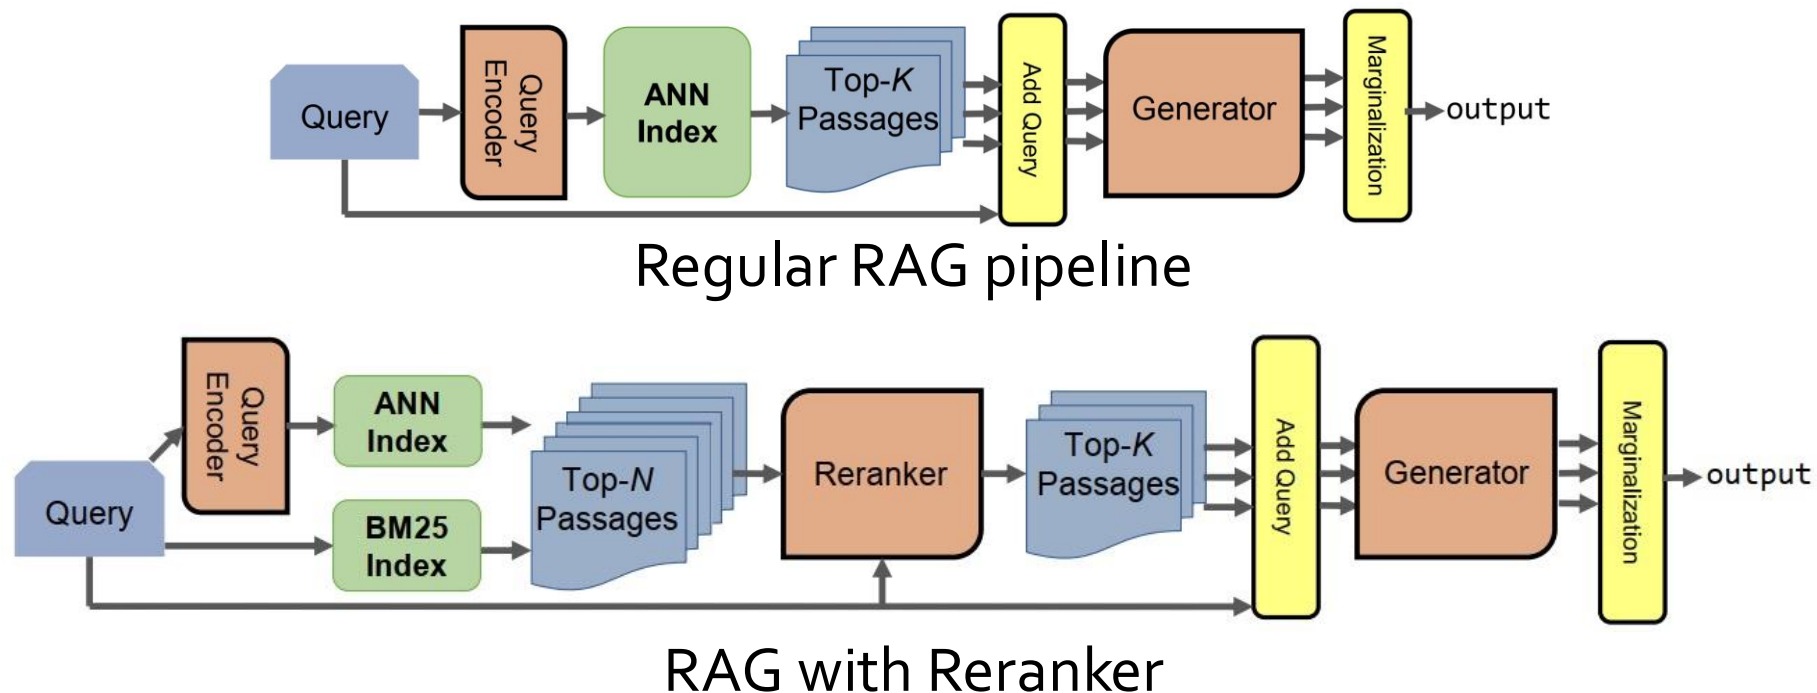 Query
Query
Encoder
ANN
Index
Top-K
Passages
Add Query
Generator
Marginalization
output
Regular RAG pipeline
Query
Query
Encoder
ANN
Index
BM25
Index
Top-N
Passages
Reranker
Top-K
Passages
Add Query
Generator
Marginalization
output
RAG with Reranker